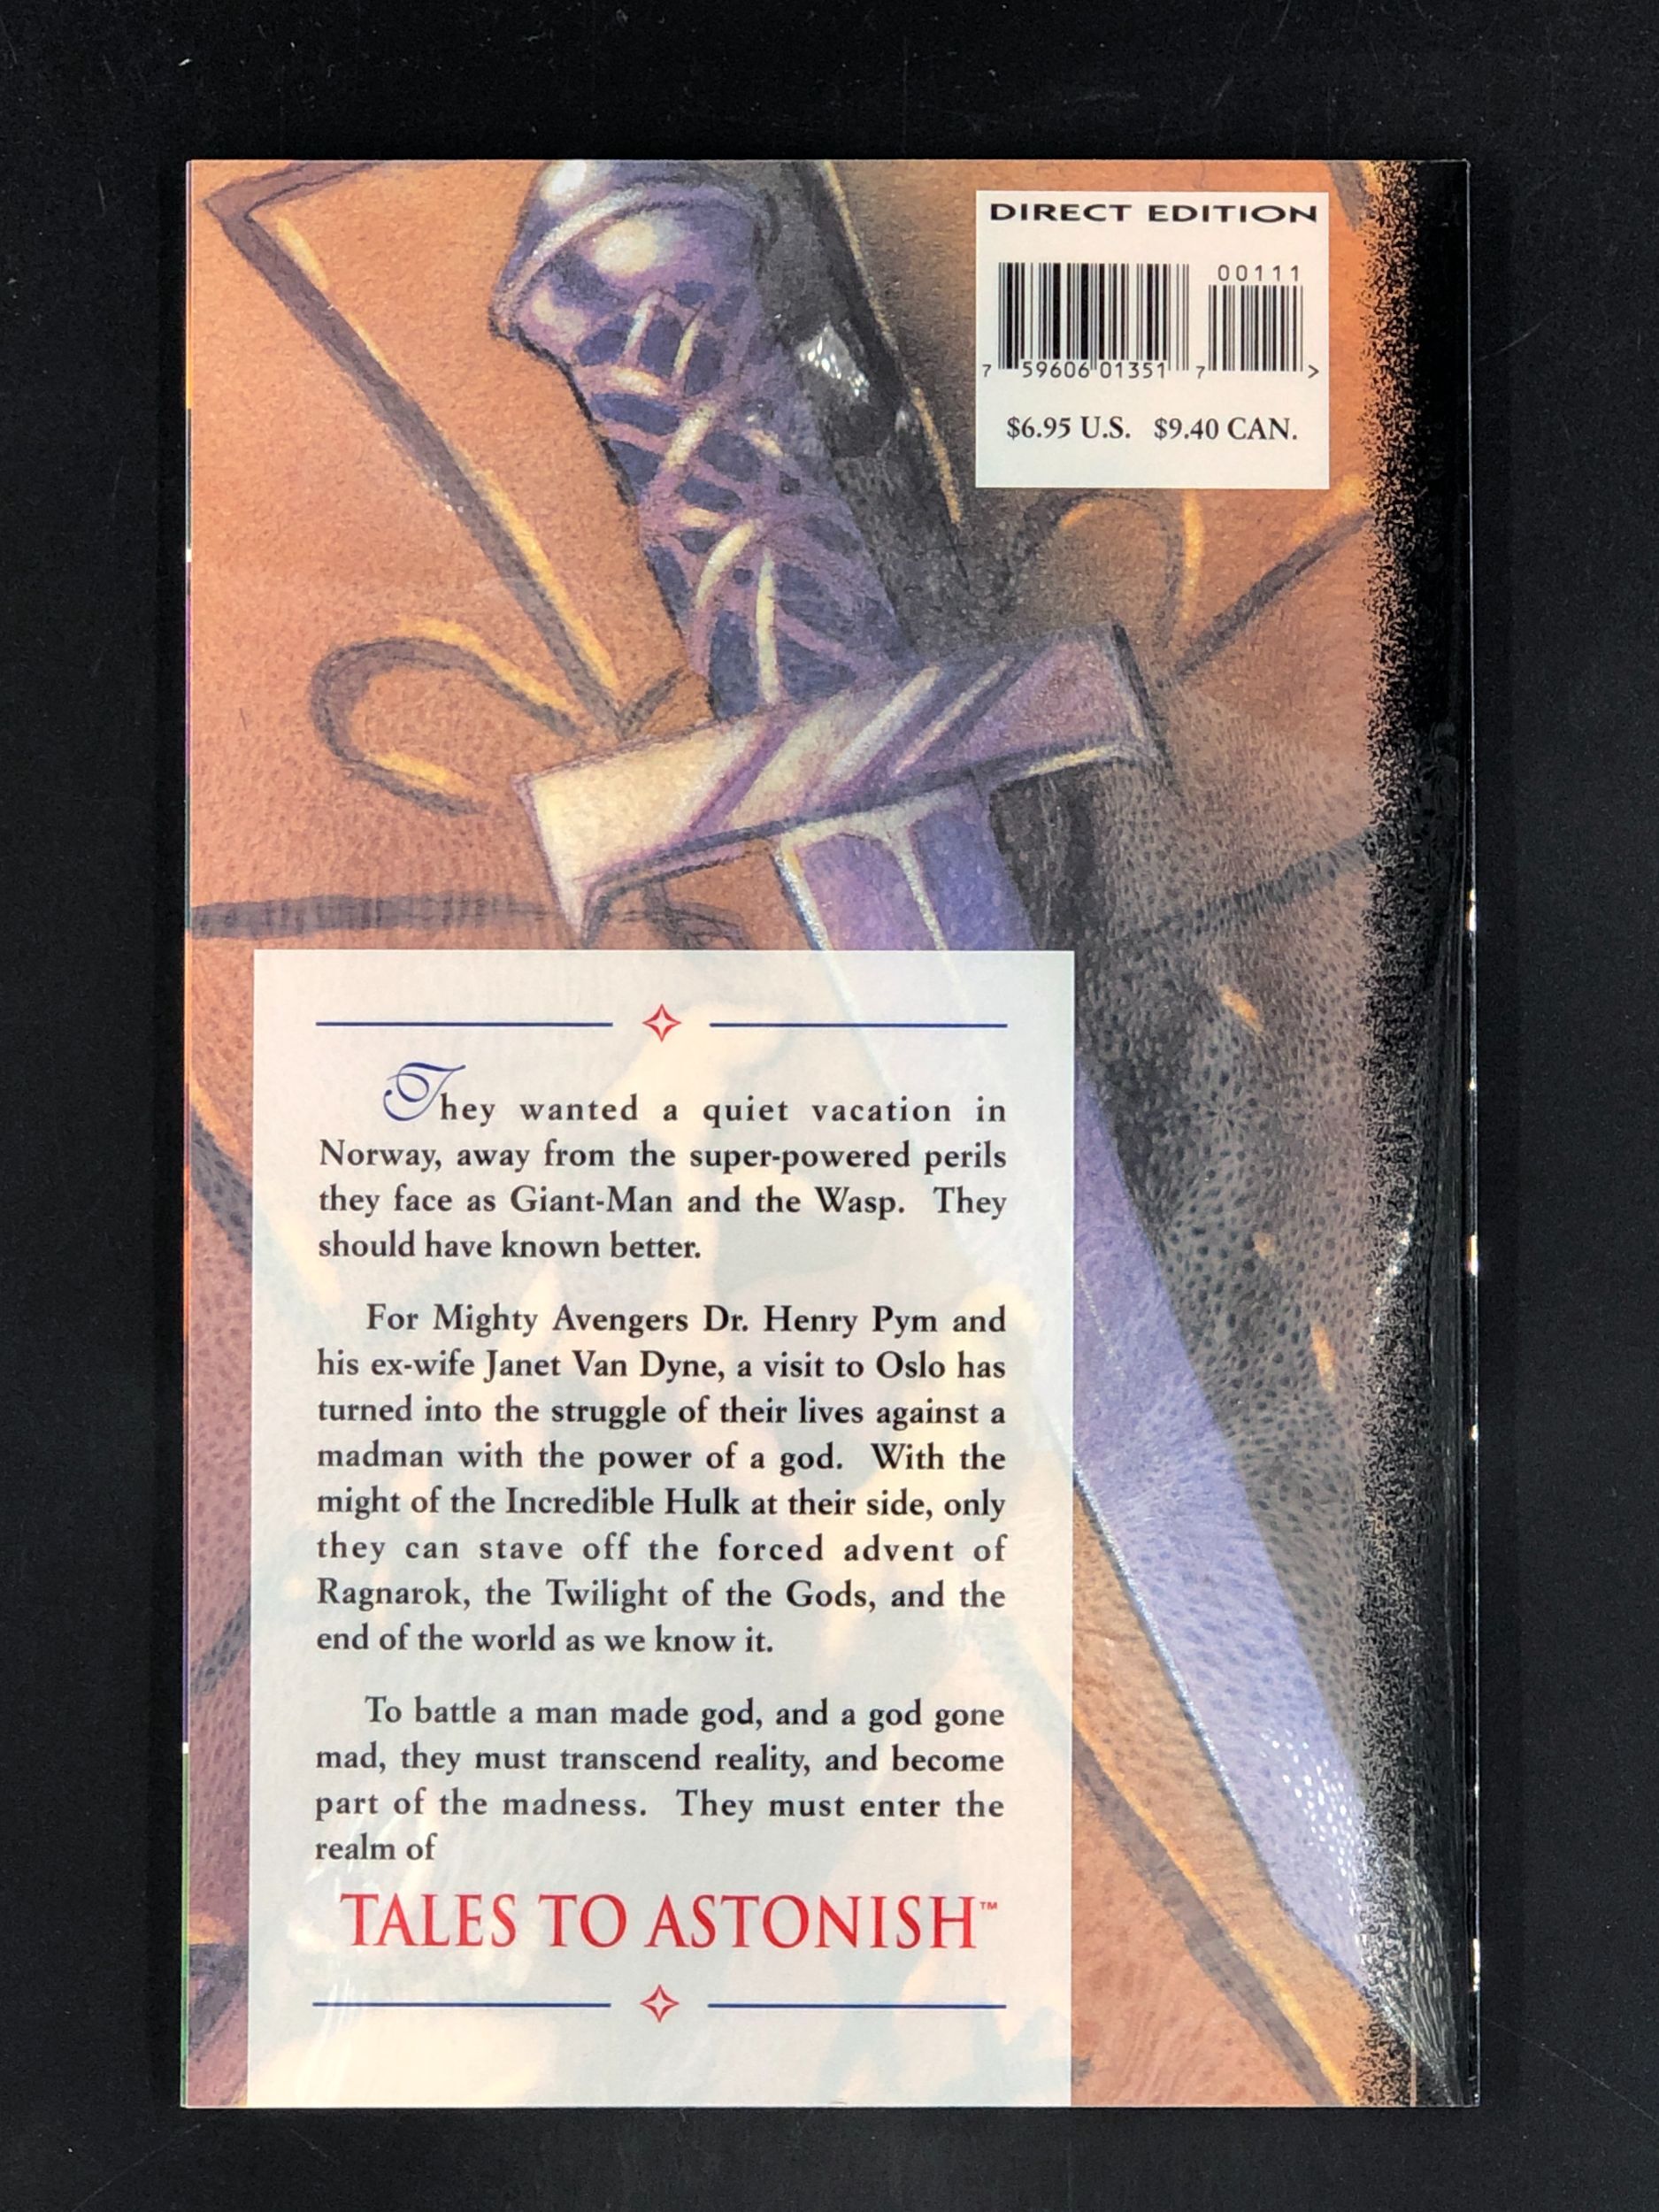 DIRECT EDITION
00111
7 59606 01351 7 >
$6.95 U.S. $9.40 CAN.
They wanted a quiet vacation in
Norway, away from the super-powered perils
they face as Giant-Man and the Wasp. They
should have known better.
For Mighty Avengers Dr. Henry Pym and
his ex-wife Janet Van Dyne, a visit to Oslo has
turned into the struggle of their lives against a
madman with the power of a god. With the
might of the Incredible Hulk at their side, only
they can stave off the forced advent of
Ragnarok, the Twilight of the Gods, and the
end of the world as we know it.
To battle a man made god, and a god gone
mad, they must transcend reality, and become
part of the madness. They must enter the
realm of
TALES TO ASTONISH™